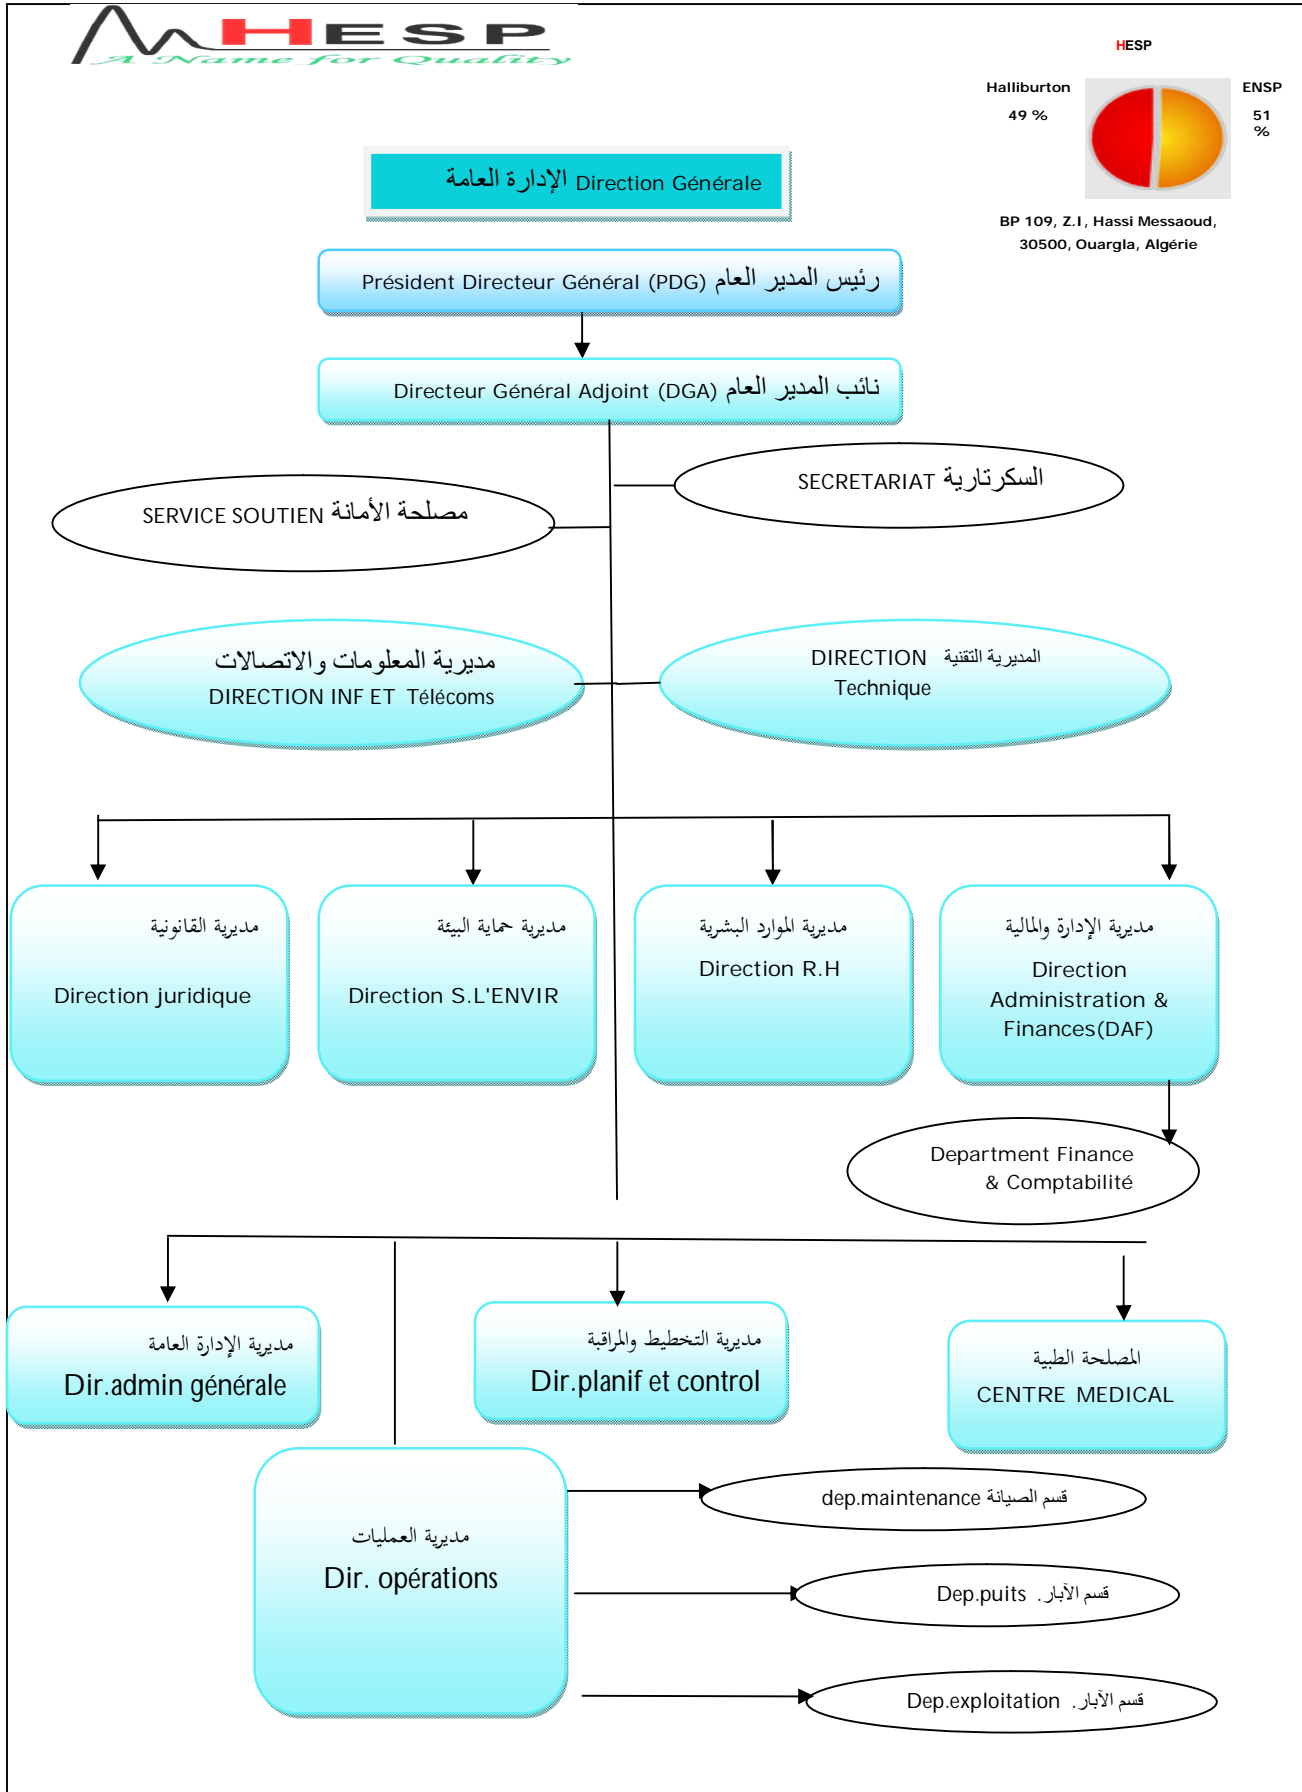 HESP
A Name for Quality
HESP
Halliburton
49 %
ENSP
51
%
BP 109, Z.I, Hassi Messaoud,
30500, Ouargla, Algérie
الإدارة العامة Direction Générale
Président Directeur Général (PDG) رئيس المدير العام
Directeur Général Adjoint (DGA) نائب المدير العام
SECRETARIAT السكرتارية
SERVICE SOUTIEN مصلحة الأمانة
مديرية المعلومات والاتصالات
DIRECTION INF ET Télécoms
DIRECTION المديرية التقنية
Technique
مديرية القانونية
Direction juridique
مديرية حماية البيئة
Direction S.L'ENVIR
مديرية الموارد البشرية
Direction R.H
مديرية الإدارة والمالية
Direction
Administration &
Finances(DAF)
Department Finance
& Comptabilité
مديرية الإدارة العامة
Dir.admin générale
مديرية التخطيط والمراقبة
Dir.planif et control
المصلحة الطبية
CENTRE MEDICAL
مديرية العمليات
Dir. opérations
dep.maintenance قسم الصيانة
Dep.puits .قسم الآبار
Dep.exploitation .قسم الآبار